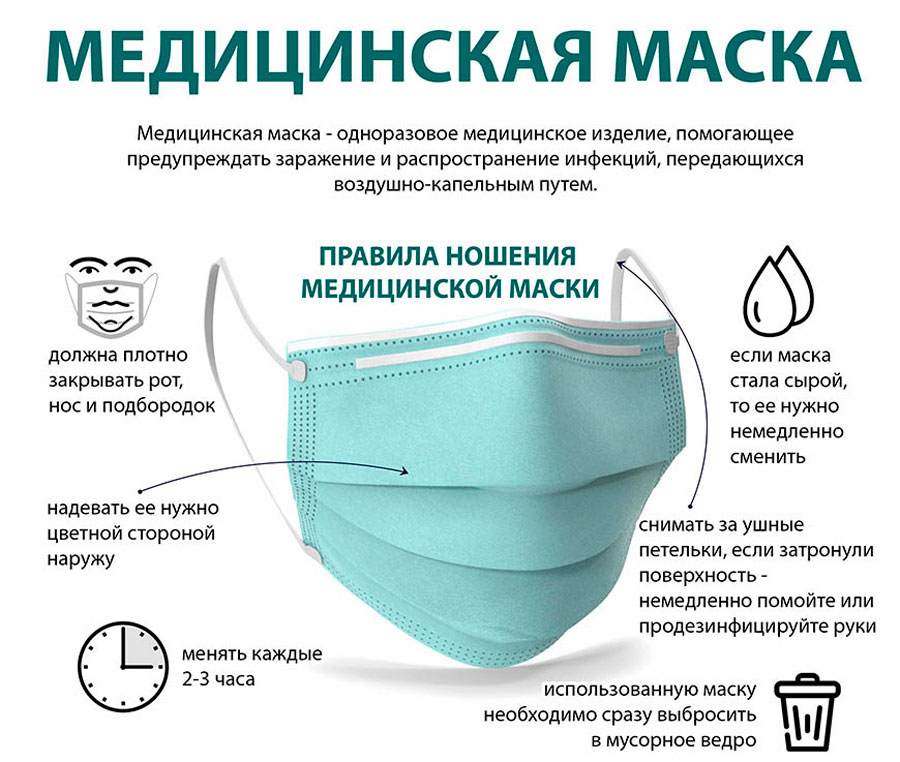 МЕДИЦИНСКАЯ МАСКА
Медицинская маска - одноразовое медицинское изделие, помогающее
предупреждать заражение и распространение инфекций, передающихся
воздушно-капельным путем.
ПРАВИЛА НОШЕНИЯ
МЕДИЦИНСКОЙ МАСКИ
должна плотно
закрывать рот,
нос и подбородок
если маска
стала сырой,
то ее нужно
немедленно
сменить
надевать ее нужно
цветной стороной
наружу
снимать за ушные
петельки, если затронули
поверхность -
немедленно помойте или
продезинфицируйте руки
менять каждые
2-3 часа
использованную маску
необходимо сразу выбросить
в мусорное ведро